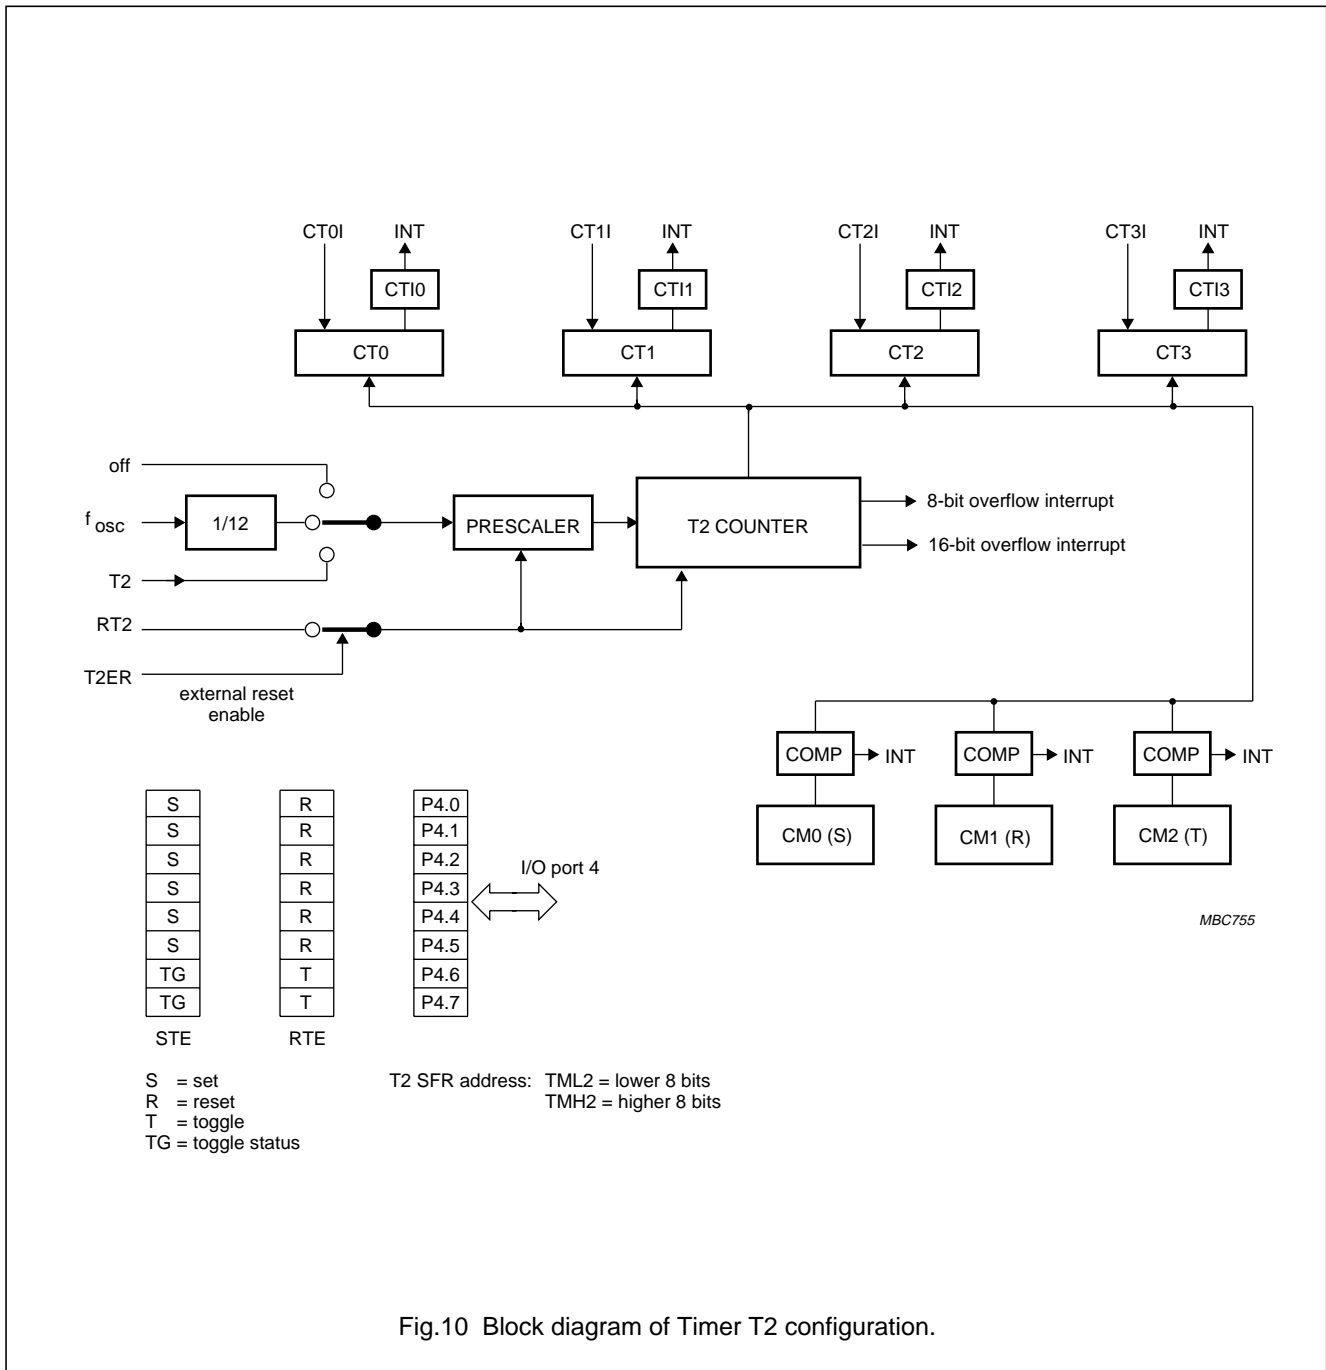 CT0I INT CT1I INT CT2I INT CT3I INT
CTI0 CTI1 CTI2 CTI3
CT0 CT1 CT2 CT3
off
8-bit overflow interrupt
fosc 1/12 PRESCALER T2 COUNTER
16-bit overflow interrupt
T2
RT2
T2ER
external reset
enable
COMP INT COMP INT COMP INT
CM0 (S) CM1 (R) CM2 (T)
S R P4.0
S R P4.1
S R P4.2
I/O port 4
S R P4.3
S R P4.4
MBC755
S R P4.5
TG T P4.6
TG T P4.7
STE RTE
S = set
R = reset
T = toggle
TG = toggle status
T2 SFR address: TML2 = lower 8 bits
TMH2 = higher 8 bits
Fig.10 Block diagram of Timer T2 configuration.